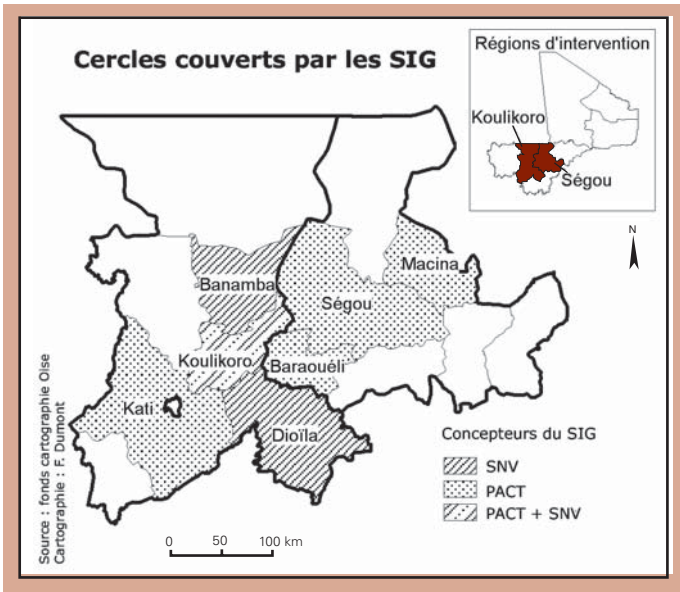 Cercles couverts par les SIG
Régions d'intervention
Koulikoro
Ségou
N
Macina
Banamba
Ségou
Koulikoro
Baraouéli
Kati
Dioïla
Concepteurs du SIG
SNV
PACT
PACT + SNV
0 50 100 km
Source : fonds cartographie Oise
Cartographie : F. Dumont